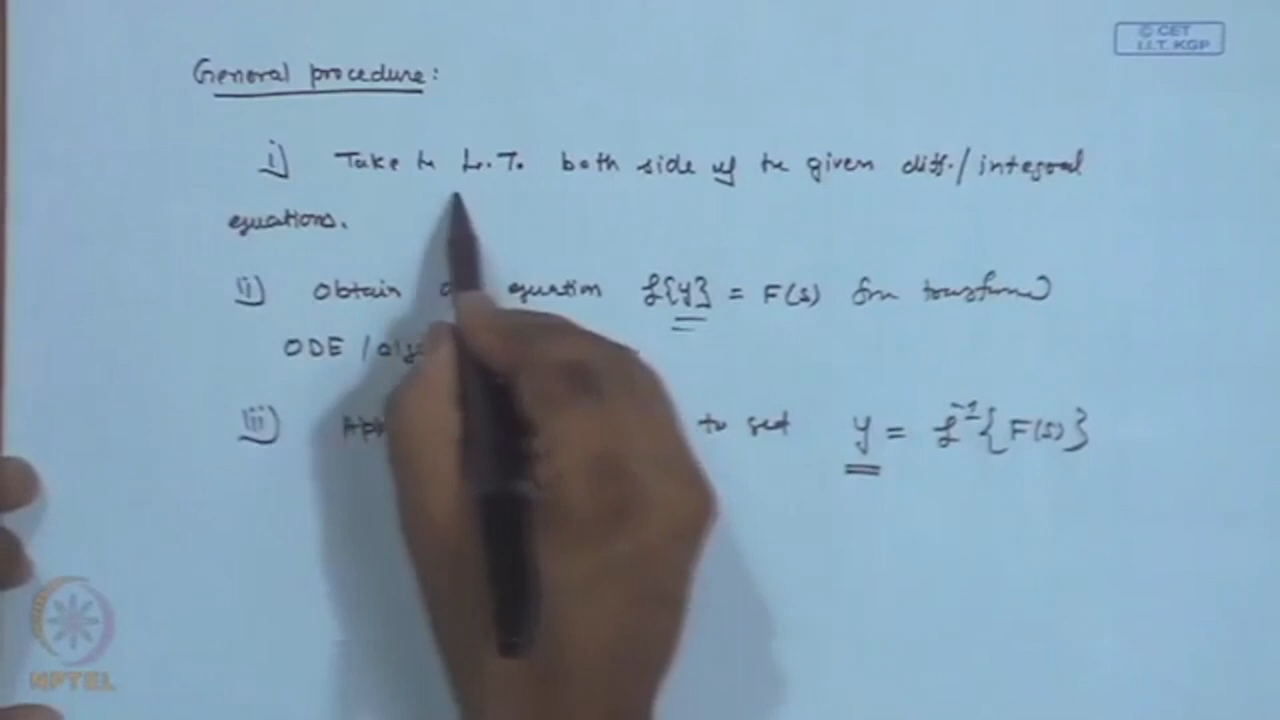 © CET
I.I.T. KGP
General procedure:
i) Take the L.T. both side of the given diff./integral
equations.
ii) Obtain equation ℒ{y} = F(s) from transformed
ODE /
iii) to get y = ℒ⁻¹{F(s)}
NPTEL